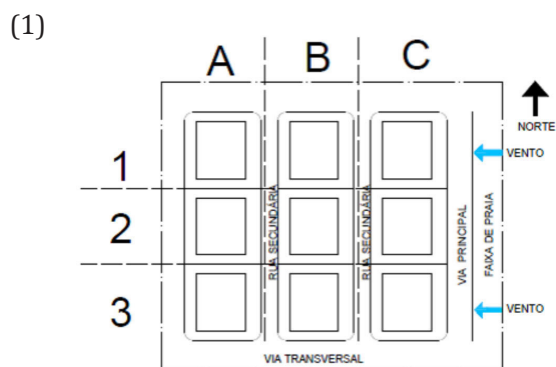 (1)
A B C
NORTE
1
VENTO
2
RUA SECUNDÁRIA
RUA SECUNDÁRIA
VIA PRINCIPAL
FAIXA DE PRAIA
3
VENTO
VIA TRANSVERSAL